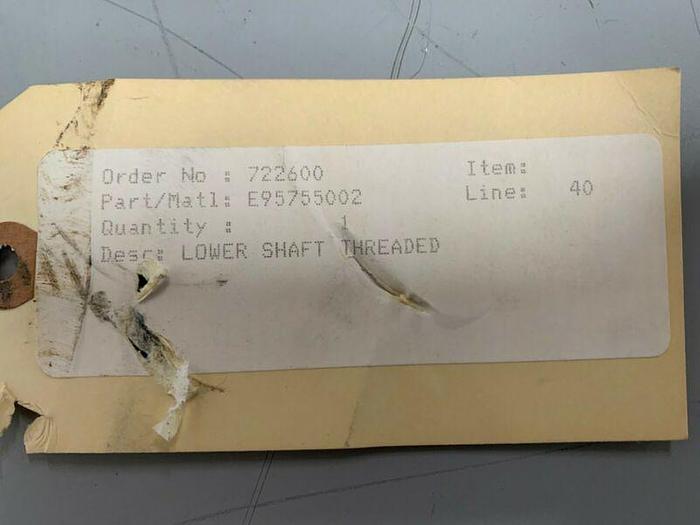 Order No : 722600 Item:
Part/Matl: E95755002 Line: 40
Quantity : 1
Desc: LOWER SHAFT THREADED